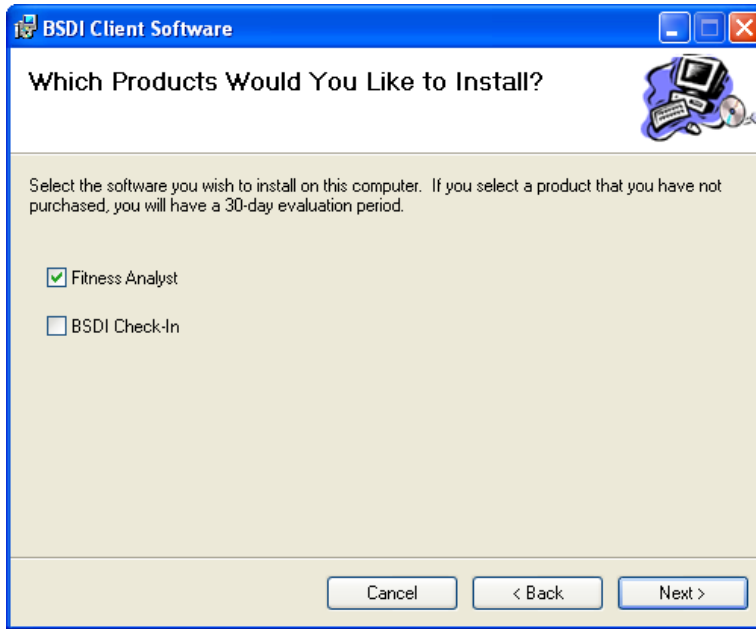 BSDI Client Software
Which Products Would You Like to Install?
Select the software you wish to install on this computer.  If you select a product that you have not
purchased, you will have a 30-day evaluation period.
Fitness Analyst
BSDI Check-In
Cancel
< Back
Next >